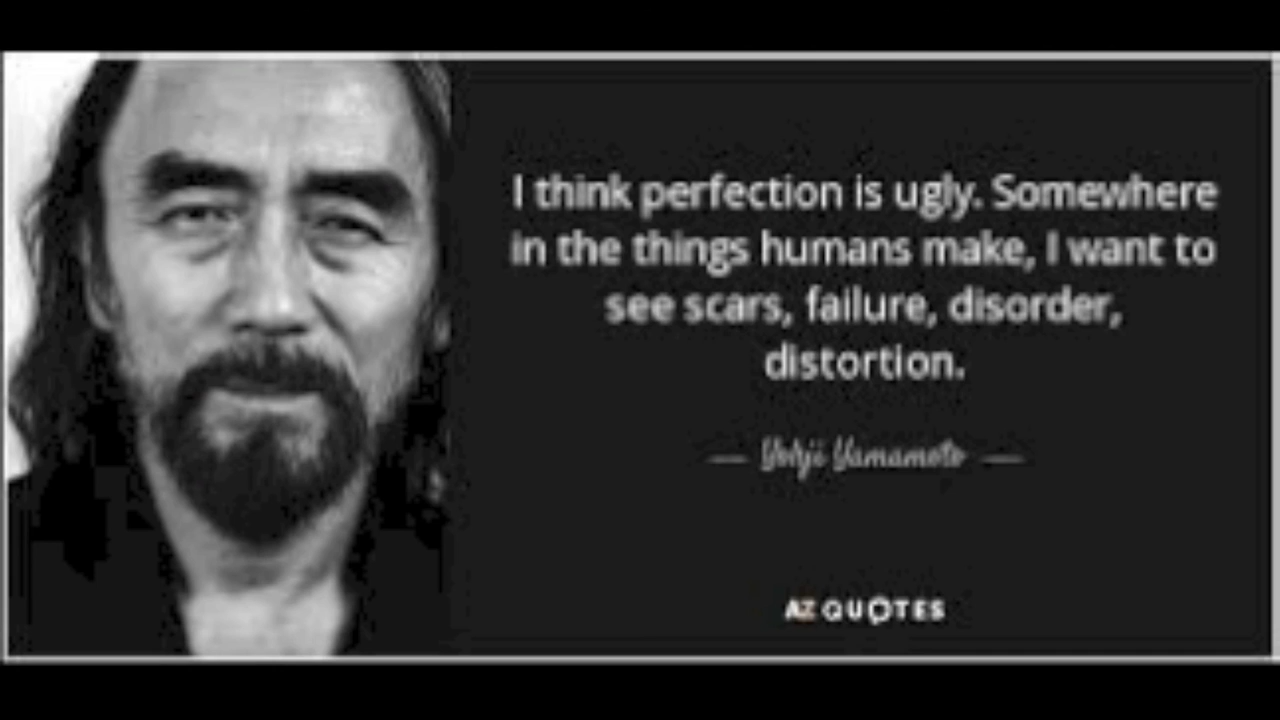 I think perfection is ugly. Somewhere
in the things humans make, I want to
see scars, failure, disorder,
distortion.
— Yohji Yamamoto —
AZ QUOTES